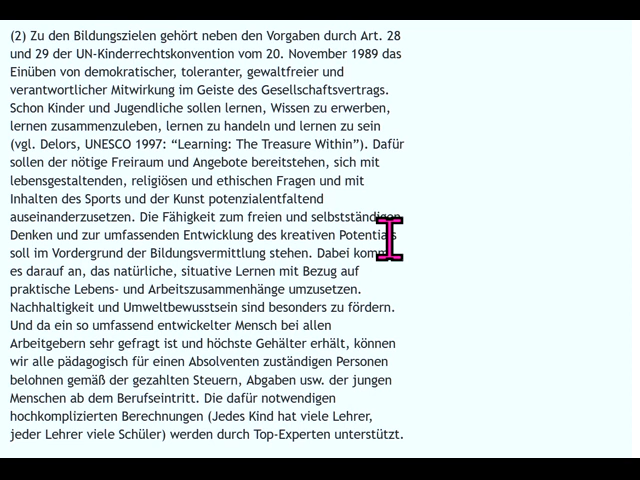 (2) Zu den Bildungszielen gehört neben den Vorgaben durch Art. 28
und 29 der UN-Kinderrechtskonvention vom 20. November 1989 das
Einüben von demokratischer, toleranter, gewaltfreier und
verantwortlicher Mitwirkung im Geiste des Gesellschaftsvertrags.
Schon Kinder und Jugendliche sollen lernen, Wissen zu erwerben,
lernen zusammenzuleben, lernen zu handeln und lernen zu sein
(vgl. Delors, UNESCO 1997: “Learning: The Treasure Within”). Dafür
sollen der nötige Freiraum und Angebote bereitstehen, sich mit
lebensgestaltenden, religiösen und ethischen Fragen und mit
Inhalten des Sports und der Kunst potenzialentfaltend
auseinanderzusetzen. Die Fähigkeit zum freien und selbstständigen
Denken und zur umfassenden Entwicklung des kreativen Potentials
soll im Vordergrund der Bildungsvermittlung stehen. Dabei kommt
es darauf an, das natürliche, situative Lernen mit Bezug auf
praktische Lebens- und Arbeitszusammenhänge umzusetzen.
Nachhaltigkeit und Umweltbewusstsein sind besonders zu fördern.
Und da ein so umfassend entwickelter Mensch bei allen
Arbeitgebern sehr gefragt ist und höchste Gehälter erhält, können
wir alle pädagogisch für einen Absolventen zuständigen Personen
belohnen gemäß der gezahlten Steuern, Abgaben usw. der jungen
Menschen ab dem Berufseintritt. Die dafür notwendigen
hochkomplizierten Berechnungen (Jedes Kind hat viele Lehrer,
jeder Lehrer viele Schüler) werden durch Top-Experten unterstützt.